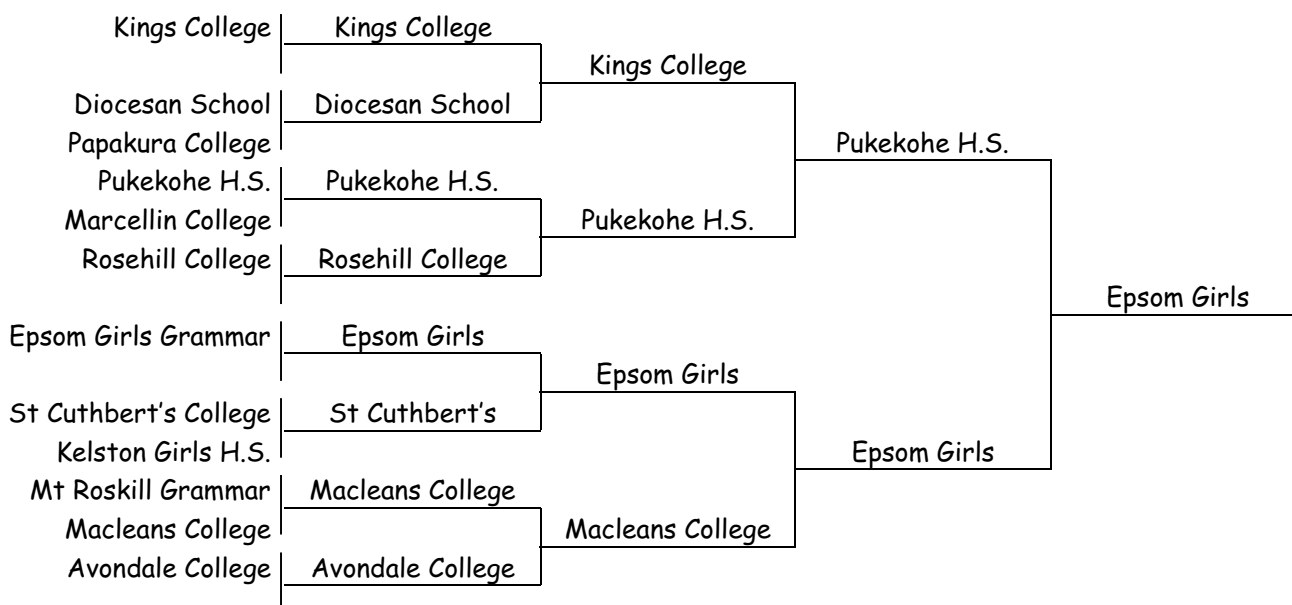 Kings College
Kings College
Kings College
Diocesan School
Diocesan School
Papakura College
Pukekohe H.S.
Pukekohe H.S.
Pukekohe H.S.
Marcellin College
Pukekohe H.S.
Rosehill College
Rosehill College
Epsom Girls
Epsom Girls Grammar
Epsom Girls
Epsom Girls
St Cuthbert's College
St Cuthbert's
Kelston Girls H.S.
Epsom Girls
Mt Roskill Grammar
Macleans College
Macleans College
Macleans College
Avondale College
Avondale College